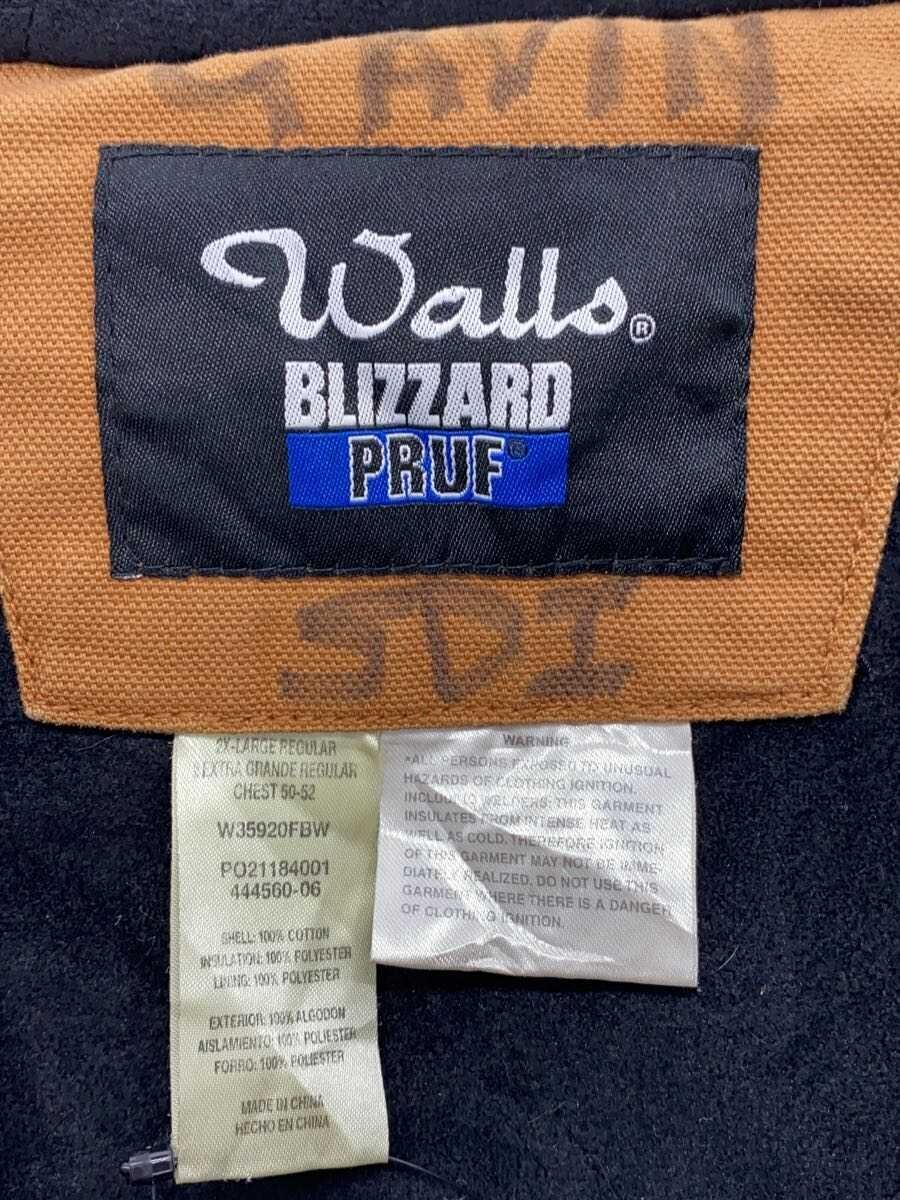 Walls®
BLIZZARD
PRUF®
SDI
2X-LARGE REGULAR
2 EXTRA GRANDE REGULAR
CHEST 50-52
W35920FBW
PO21184001
444560-06
SHELL: 100% COTTON
INSULATION: 100% POLYESTER
LINING: 100% POLYESTER
EXTERIOR: 100% ALGODON
AISLAMIENTO: 100% POLIESTER
FORRO: 100% POLIESTER
MADE IN CHINA
HECHO EN CHINA
WARNING
*ALL PERSONS EXPOSED TO UNUSUAL
HAZARDS OF CLOTHING IGNITION.
INCLUDING WELDERS: THIS GARMENT
INSULATES FROM INTENSE HEAT AS
WELL AS COLD. THEREFORE IGNITION
OF THIS GARMENT MAY NOT BE IMME-
DIATELY REALIZED. DO NOT USE THIS
GARMENT WHERE THERE IS A DANGER
OF CLOTHING IGNITION.